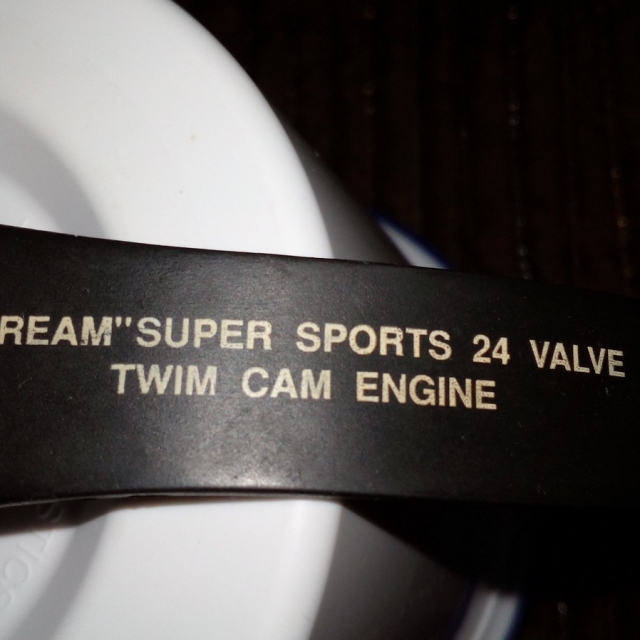 REAM"SUPER SPORTS 24 VALVE
TWIM CAM ENGINE